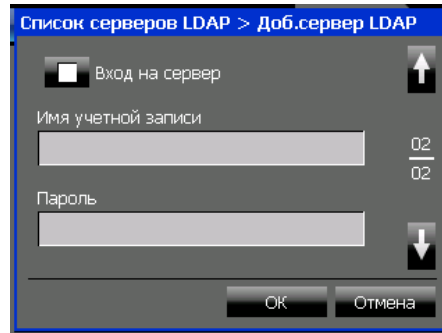 Список серверов LDAP > Доб.сервер LDAP
Вход на сервер
Имя учетной записи
02
02
Пароль
ОК
Отмена